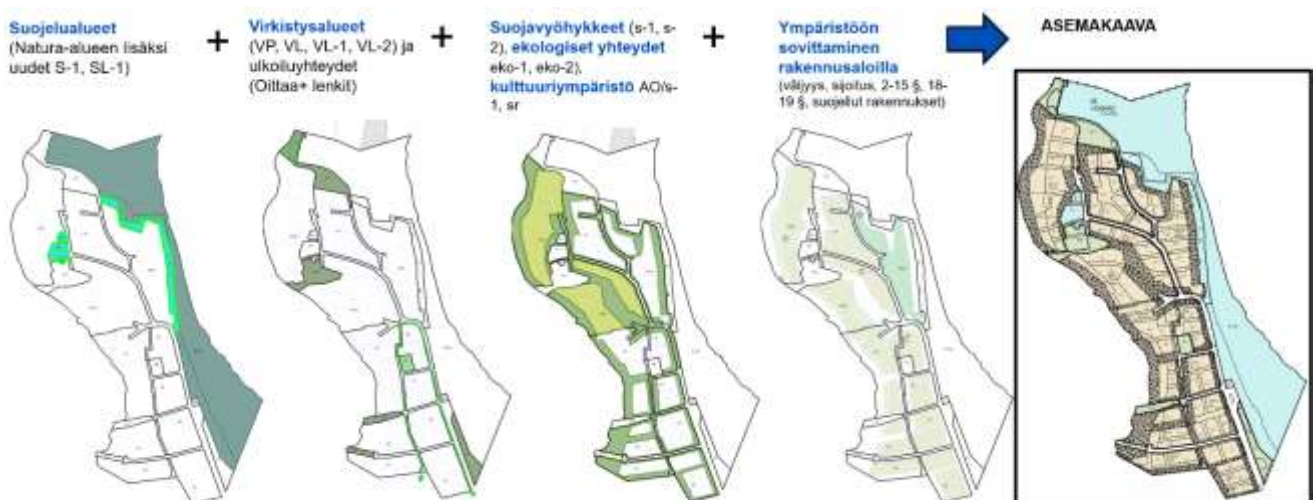 Suojelualueet
(Natura-alueen lisäksi
uudet S-1, SL-1)
+
Virkistysalueet
(VP, VL, VL-1, VL-2) ja
ulkoiluyhteydet
(Oittaa+ lenkit)
+
Suojavyöhykkeet (s-1, s-
2), ekologiset yhteydet
eko-1, eko-2),
kulttuuriympäristö AO/s-
1, sr
+
Ympäristöön
sovittaminen
rakennusaloilla
(väljyys, sijoitus, 2-15 §, 18-
19 §, suojellut rakennukset)
ASEMAKAAVA